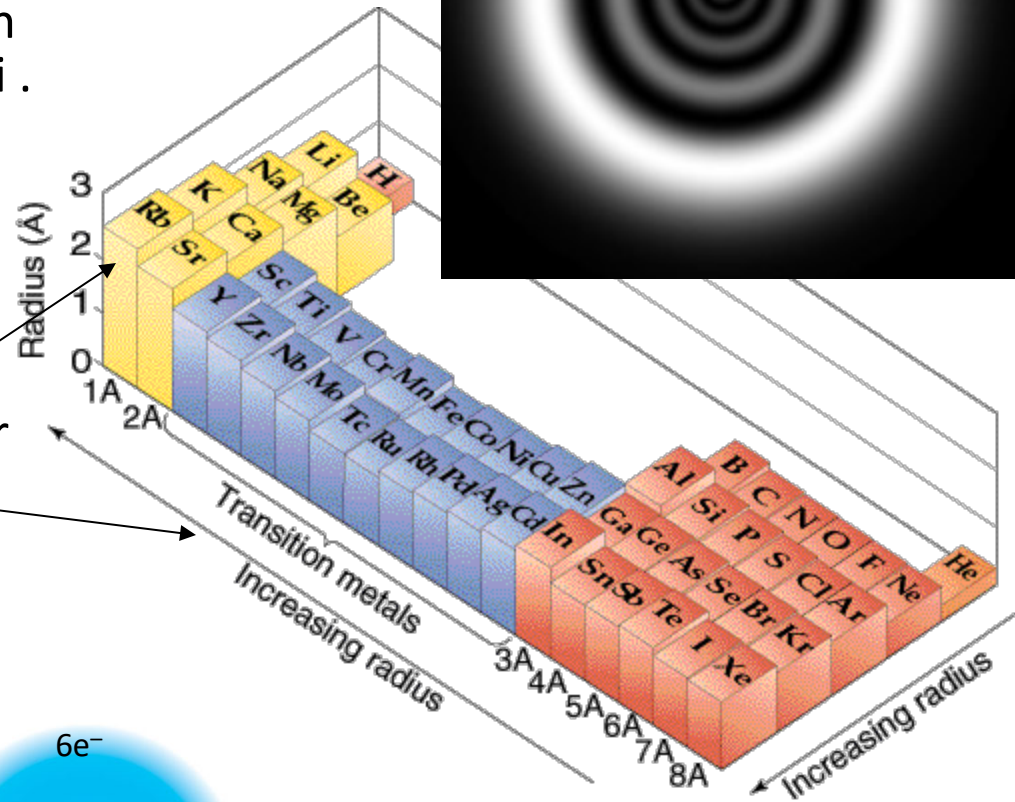 i .
Radius (Å)
3
2
1
0
H
Li
Be
Na
Mg
K
Ca
Sc
Ti
V
Cr
Mn
Fe
Co
Ni
Cu
Zn
Ga
Ge
As
Se
Br
Kr
Rb
Sr
Y
Zr
Nb
Mo
Tc
Ru
Rh
Pd
Ag
Cd
In
Sn
Sb
Te
I
Xe
Al
Si
P
S
Cl
Ar
B
C
N
O
F
Ne
He
1A
2A
3A
4A
5A
6A
7A
8A
Transition metals
Increasing radius
Increasing radius
6e⁻